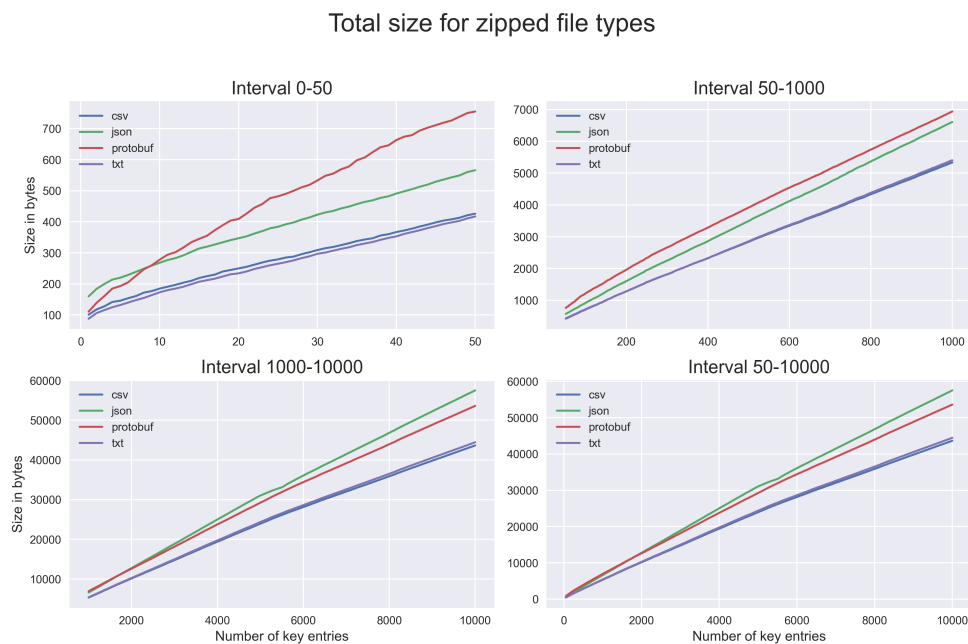 Total size for zipped file types
Interval 0-50
csv
json
protobuf
txt
Size in bytes
700
600
500
400
300
200
100
0
10
20
30
40
50
Interval 50-1000
csv
json
protobuf
txt
7000
6000
5000
4000
3000
2000
1000
200
400
600
800
1000
Interval 1000-10000
csv
json
protobuf
txt
Size in bytes
60000
50000
40000
30000
20000
10000
2000
4000
6000
8000
10000
Number of key entries
Interval 50-10000
csv
json
protobuf
txt
60000
50000
40000
30000
20000
10000
0
0
2000
4000
6000
8000
10000
Number of key entries